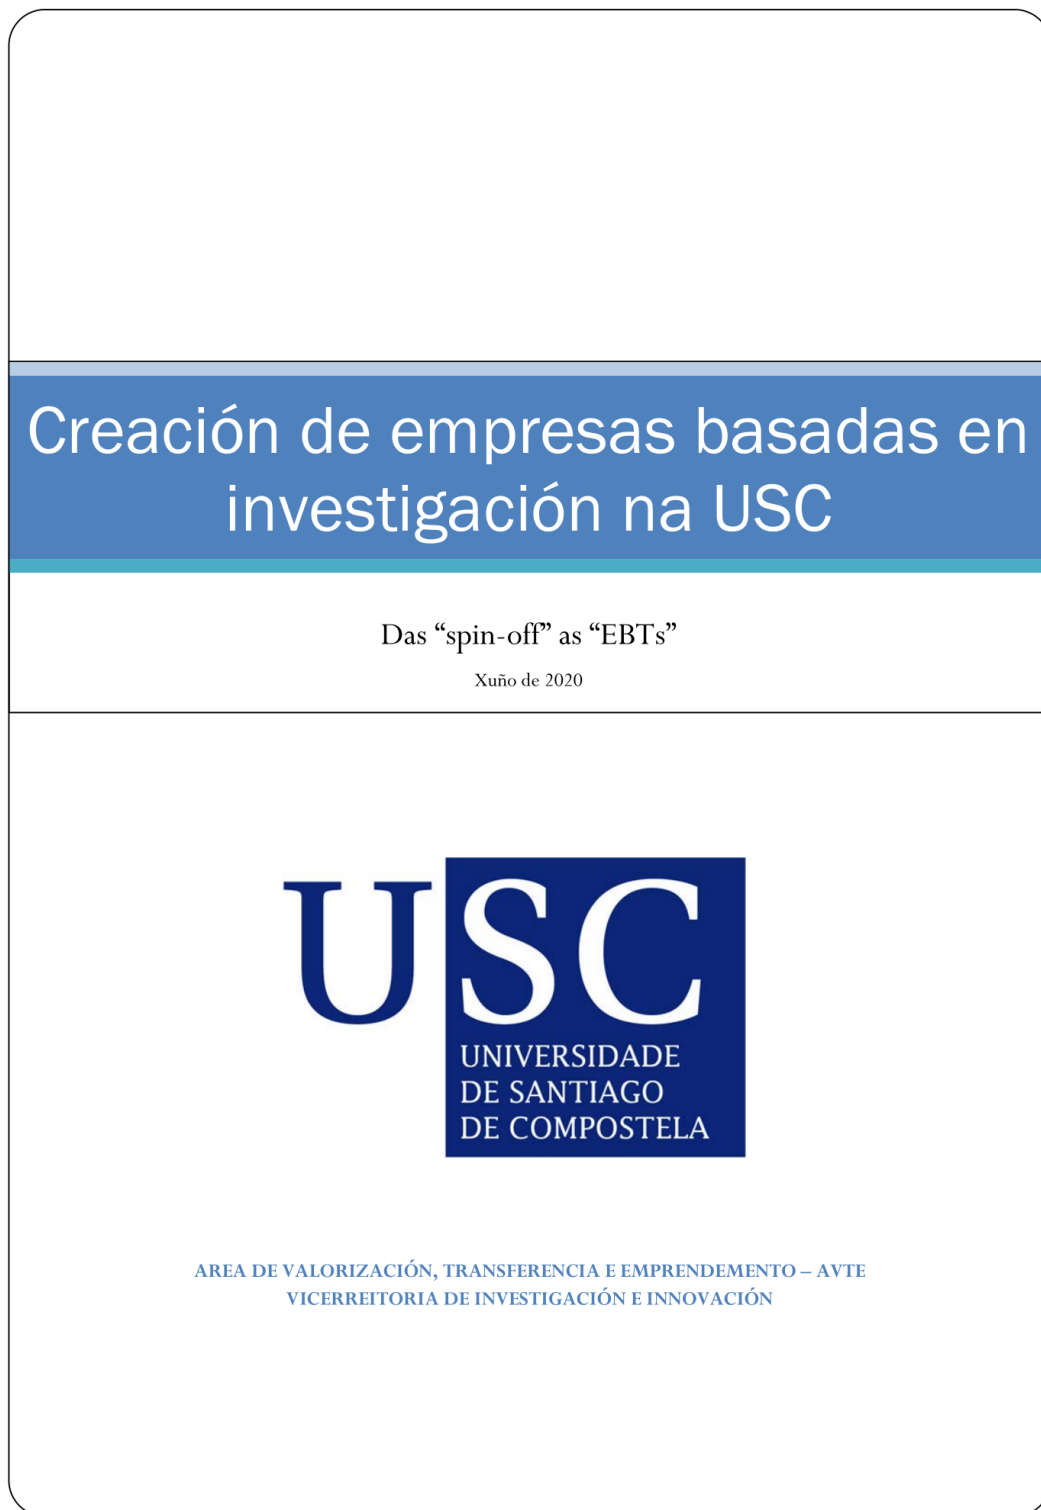 Creación de empresas basadas en
investigación na USC
Das “spin-off” as “EBTs”
Xuño de 2020
USC
UNIVERSIDADE
DE SANTIAGO
DE COMPOSTELA
AREA DE VALORIZACIÓN, TRANSFERENCIA E EMPRENDEMENTO – AVTE
VICERREITORIA DE INVESTIGACIÓN E INNOVACIÓN